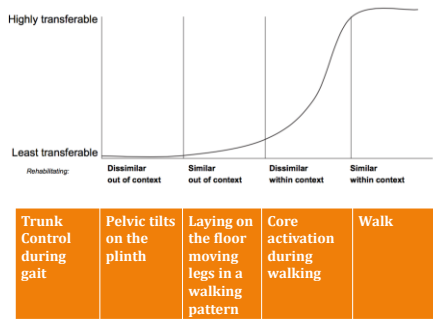 Highly transferable
Least transferable
Rehabilitating:
Dissimilar
out of context
Similar
out of context
Dissimilar
within context
Similar
within context
Trunk
Control
during
gait
Pelvic tilts
on the
plinth
Laying on
the floor
moving
legs in a
walking
pattern
Core
activation
during
walking
Walk